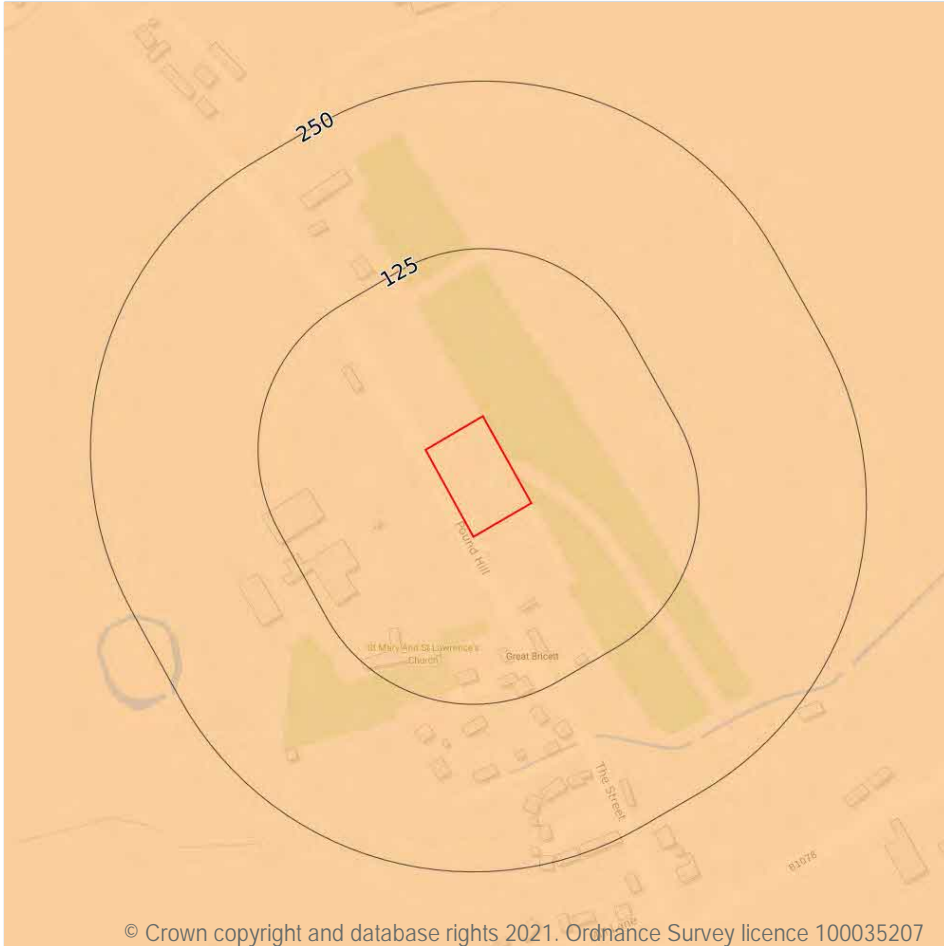 250
125
Pound Hill
St Mary And St Lawrence's
Church
Great Bricett
The Street
B1078
© Crown copyright and database rights 2021. Ordnance Survey licence 100035207